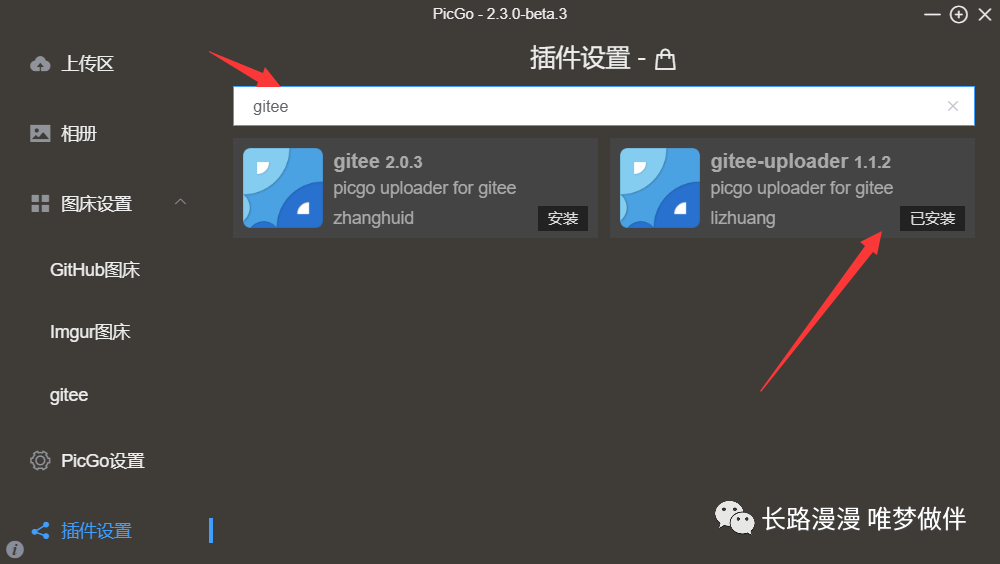 PicGo - 2.3.0-beta.3
上传区
相册
图床设置
GitHub图床
Imgur图床
gitee
PicGo设置
插件设置
插件设置 -
gitee
gitee 2.0.3
picgo uploader for gitee
zhanghuid
安装
gitee-uploader 1.1.2
picgo uploader for gitee
lizhuang
已安装
长路漫漫 唯梦做伴